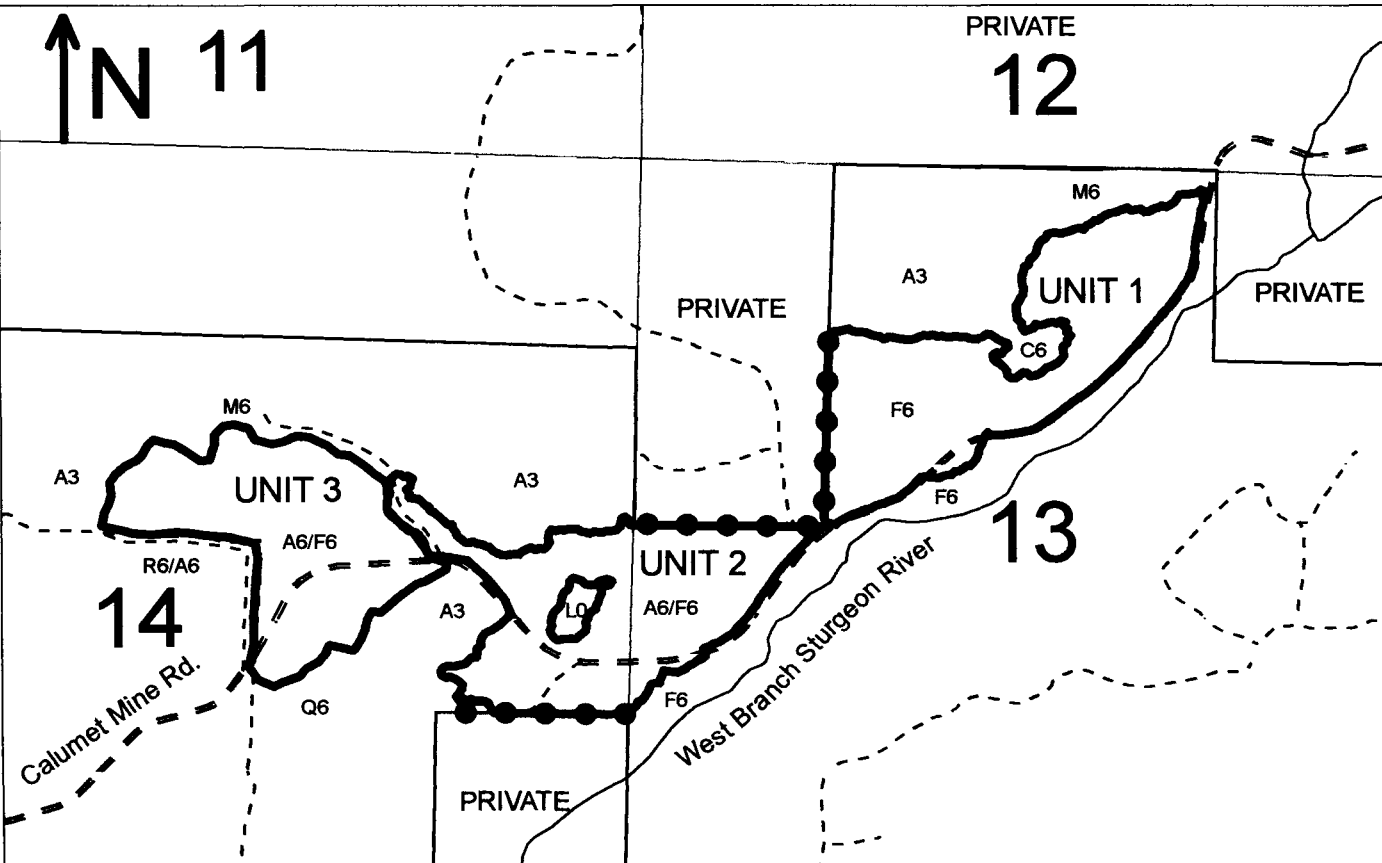 N 11
PRIVATE
12
M6
A3
UNIT 1
PRIVATE
PRIVATE
C6
F6
M6
A3
UNIT 3
A3
F6
A6/F6
UNIT 2
13
R6/A6
14
A3
L0
A6/F6
Q6
F6
West Branch Sturgeon River
Calumet Mine Rd.
PRIVATE